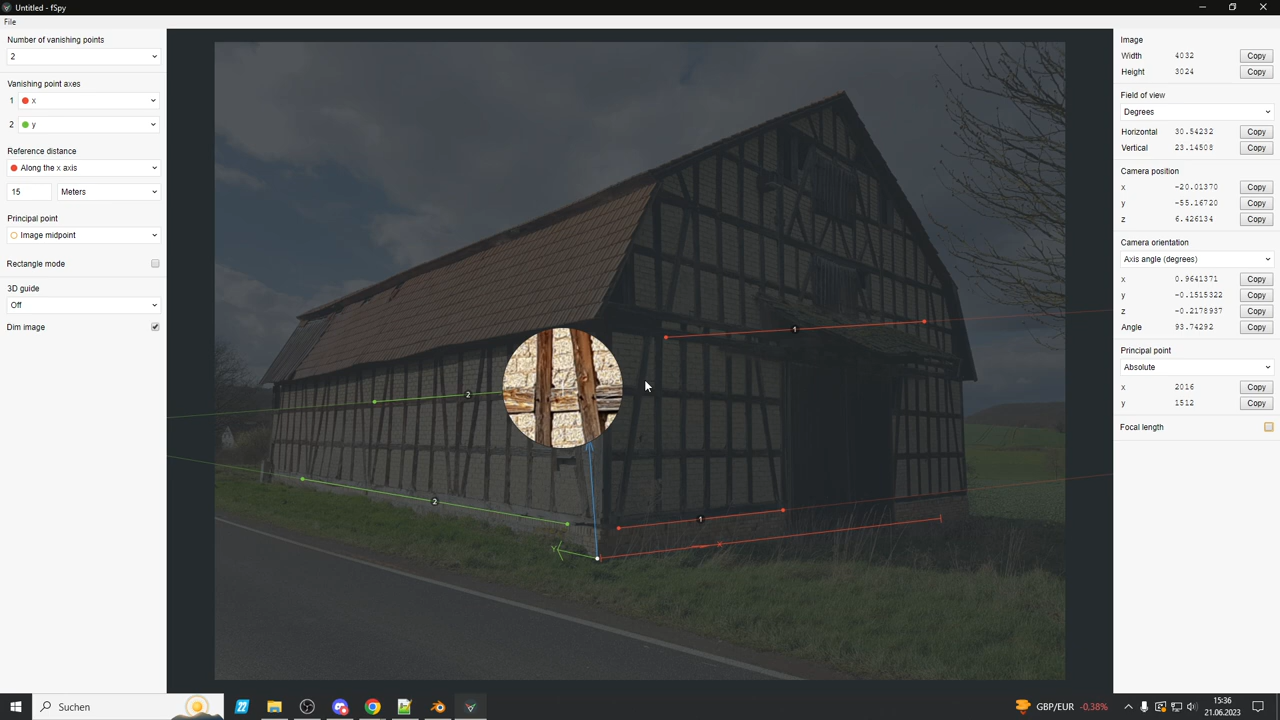 Untitled - fSpy
File
Number of vanishing points
2
Vanishing point axes
1 x
2 y
Reference distance
Along the x axis
15 Meters
Principal point
Image midpoint
Rectangle mode
3D guide
Off
Dim image
1
2
2
1
x
Y
Image
Width 4032 Copy
Height 3024 Copy
Field of view
Degrees
Horizontal 30.54232 Copy
Vertical 23.14508 Copy
Camera position
x -20.01370 Copy
y -55.16720 Copy
z 6.426134 Copy
Camera orientation
Axis angle (degrees)
x 0.9641371 Copy
y -0.1515322 Copy
z -0.2178937 Copy
Angle 93.74292 Copy
Principal point
Absolute
x 2016 Copy
y 1512 Copy
Focal length
Suchen
GBP/EUR -0,38%
15:36
21.06.2023